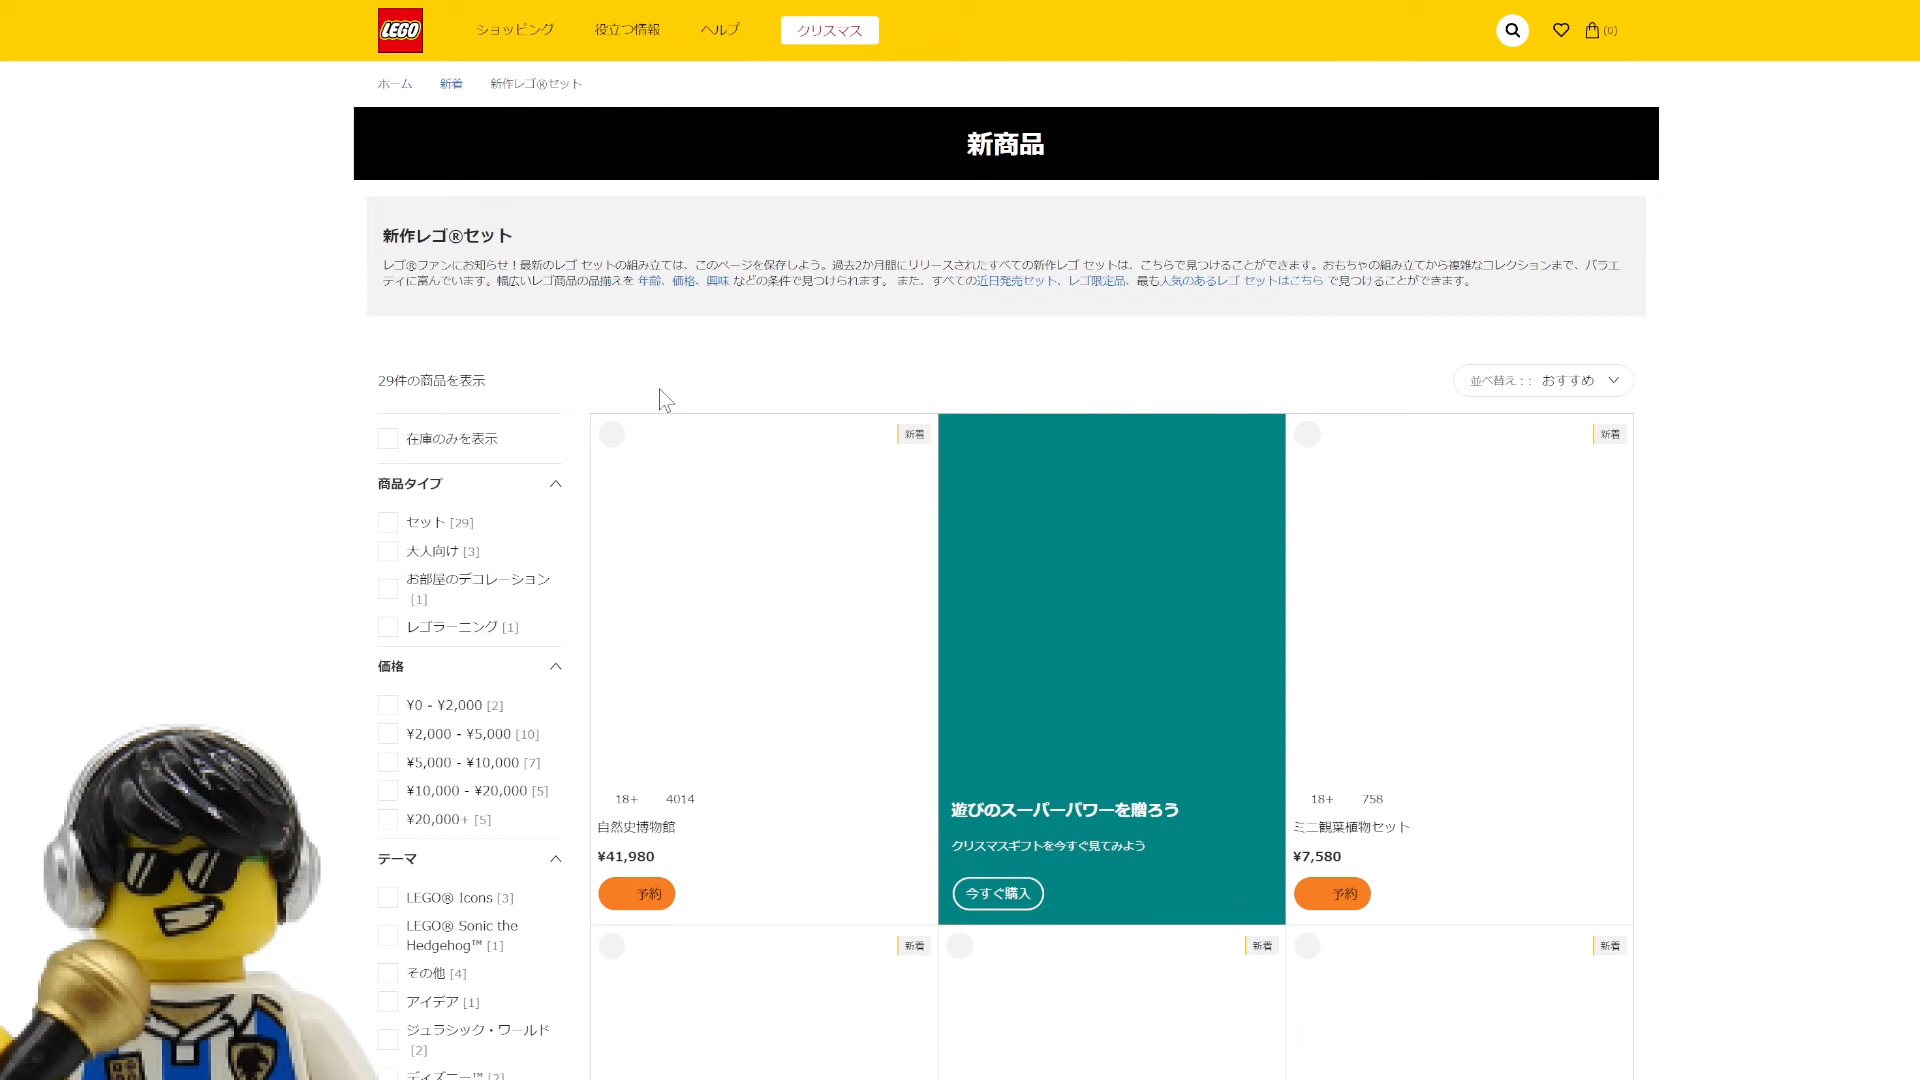 LEGO
ショッピング
役立つ情報
ヘルプ
クリスマス
(0)
ホーム
新着
新作レゴ®セット
新商品
新作レゴ®セット
レゴ®ファンにお知らせ！最新のレゴ セットの組み立ては、このページを保存しよう。過去2か月間にリリースされたすべての新作レゴ セットは、こちらで見つけることができます。おもちゃの組み立てから複雑なコレクションまで、バラエ
ティに富んでいます。幅広いレゴ商品の品揃えを 年齢、価格、興味 などの条件で見つけられます。 また、すべての近日発売セット、レゴ限定品、最も人気のあるレゴ セットはこちら で見つけることができます。
29件の商品を表示
並べ替え：: おすすめ
在庫のみを表示
商品タイプ
セット [29]
大人向け [3]
お部屋のデコレーション
[1]
レゴラーニング [1]
価格
¥0 - ¥2,000 [2]
¥2,000 - ¥5,000 [10]
¥5,000 - ¥10,000 [7]
¥10,000 - ¥20,000 [5]
¥20,000+ [5]
テーマ
LEGO® Icons [3]
LEGO® Sonic the
Hedgehog™ [1]
その他 [4]
アイデア [1]
ジュラシック・ワールド
[2]
ディズニー™ [2]
新着
18+ 4014
自然史博物館
¥41,980
予約
遊びのスーパーパワーを贈ろう
クリスマスギフトを今すぐ見てみよう
今すぐ購入
新着
18+ 758
ミニ観葉植物セット
¥7,580
予約
新着
新着
新着